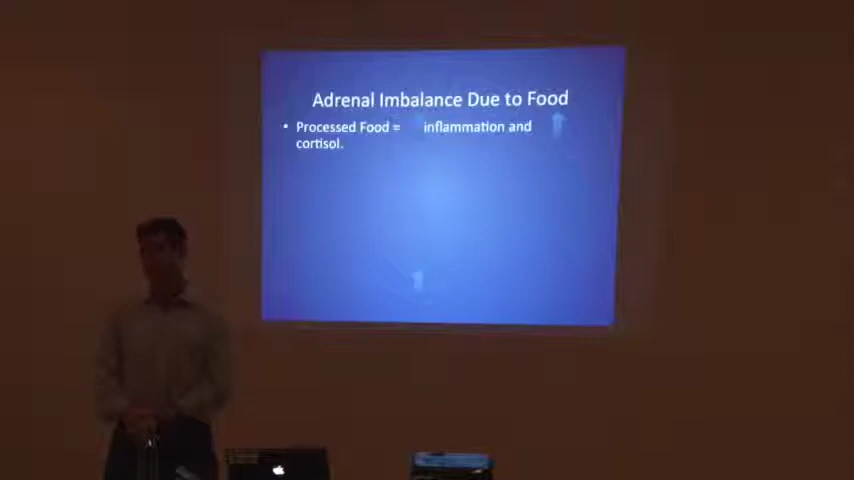 Adrenal Imbalance Due to Food
• Processed Food = inflammation and
cortisol.